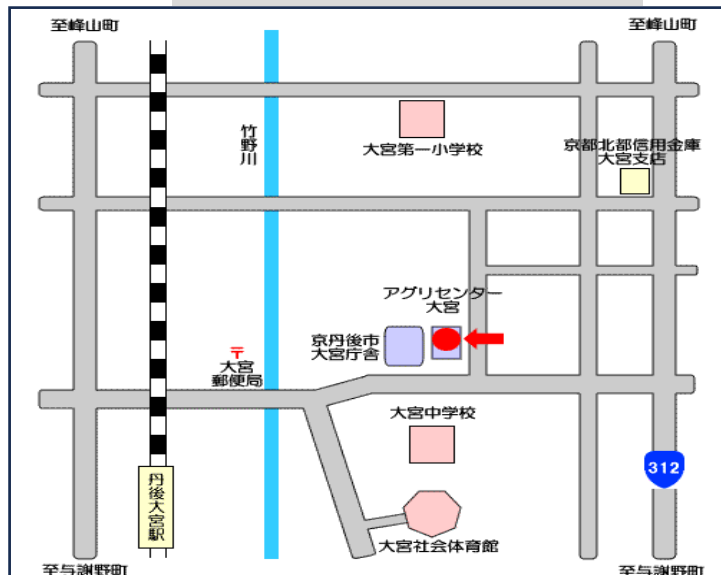 至峰山町
至峰山町
竹野川
大宮第一小学校
京都北都信用金庫
大宮支店
アグリセンター
大宮
京丹後市
大宮庁舎
〒
大宮
郵便局
大宮中学校
312
丹後大宮駅
大宮社会体育館
至与謝野町
至与謝野町